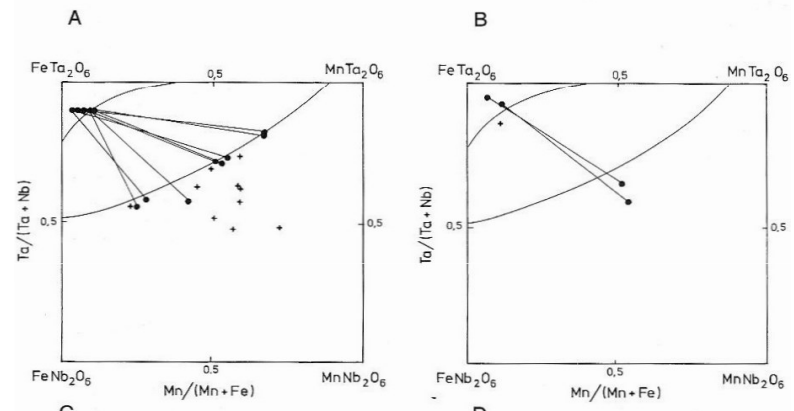 A
B
FeTa₂O₆
0,5
MnTa₂O₆
FeTa₂O₆
0,5
MnTa₂O₆
Ta/(Ta+Nb)
0,5
0,5
Ta/(Ta+Nb)
0,5
0,5
FeNb₂O₆
0,5
MnNb₂O₆
FeNb₂O₆
0,5
MnNb₂O₆
Mn/(Mn+Fe)
Mn/(Mn+Fe)